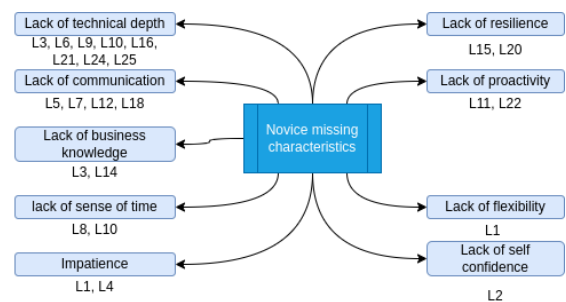 Lack of technical depth
L3, L6, L9, L10, L16,
L21, L24, L25
Lack of communication
L5, L7, L12, L18
Lack of business
knowledge
L3, L14
lack of sense of time
L8, L10
Impatience
L1, L4
Novice missing
characteristics
Lack of resilience
L15, L20
Lack of proactivity
L11, L22
Lack of flexibility
L1
Lack of self
confidence
L2